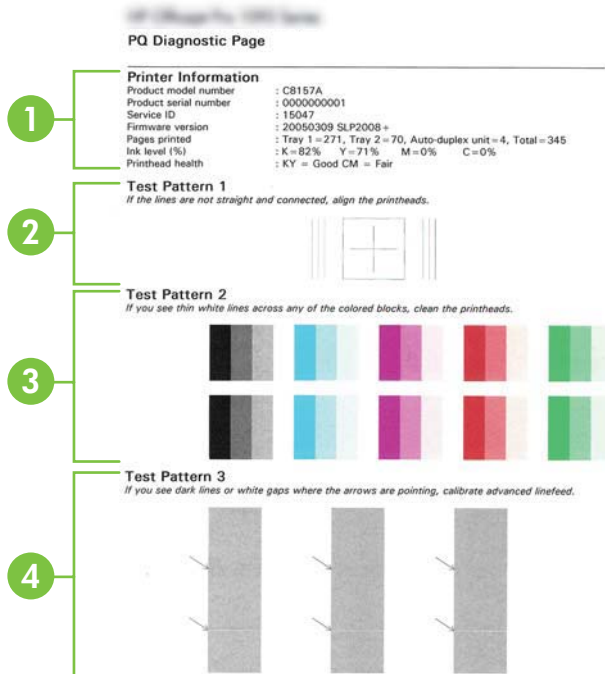 PQ Diagnostic Page
1
Printer Information
Product model number : C8157A
Product serial number : 0000000001
Service ID : 15047
Firmware version : 20050309 SLP2008+
Pages printed : Tray 1=271, Tray 2=70, Auto-duplex unit=4, Total=345
Ink level (%) : K=82% Y=71% M=0% C=0%
Printhead health : KY = Good CM = Fair
2
Test Pattern 1
If the lines are not straight and connected, align the printheads.
3
Test Pattern 2
If you see thin white lines across any of the colored blocks, clean the printheads.
4
Test Pattern 3
If you see dark lines or white gaps where the arrows are pointing, calibrate advanced linefeed.